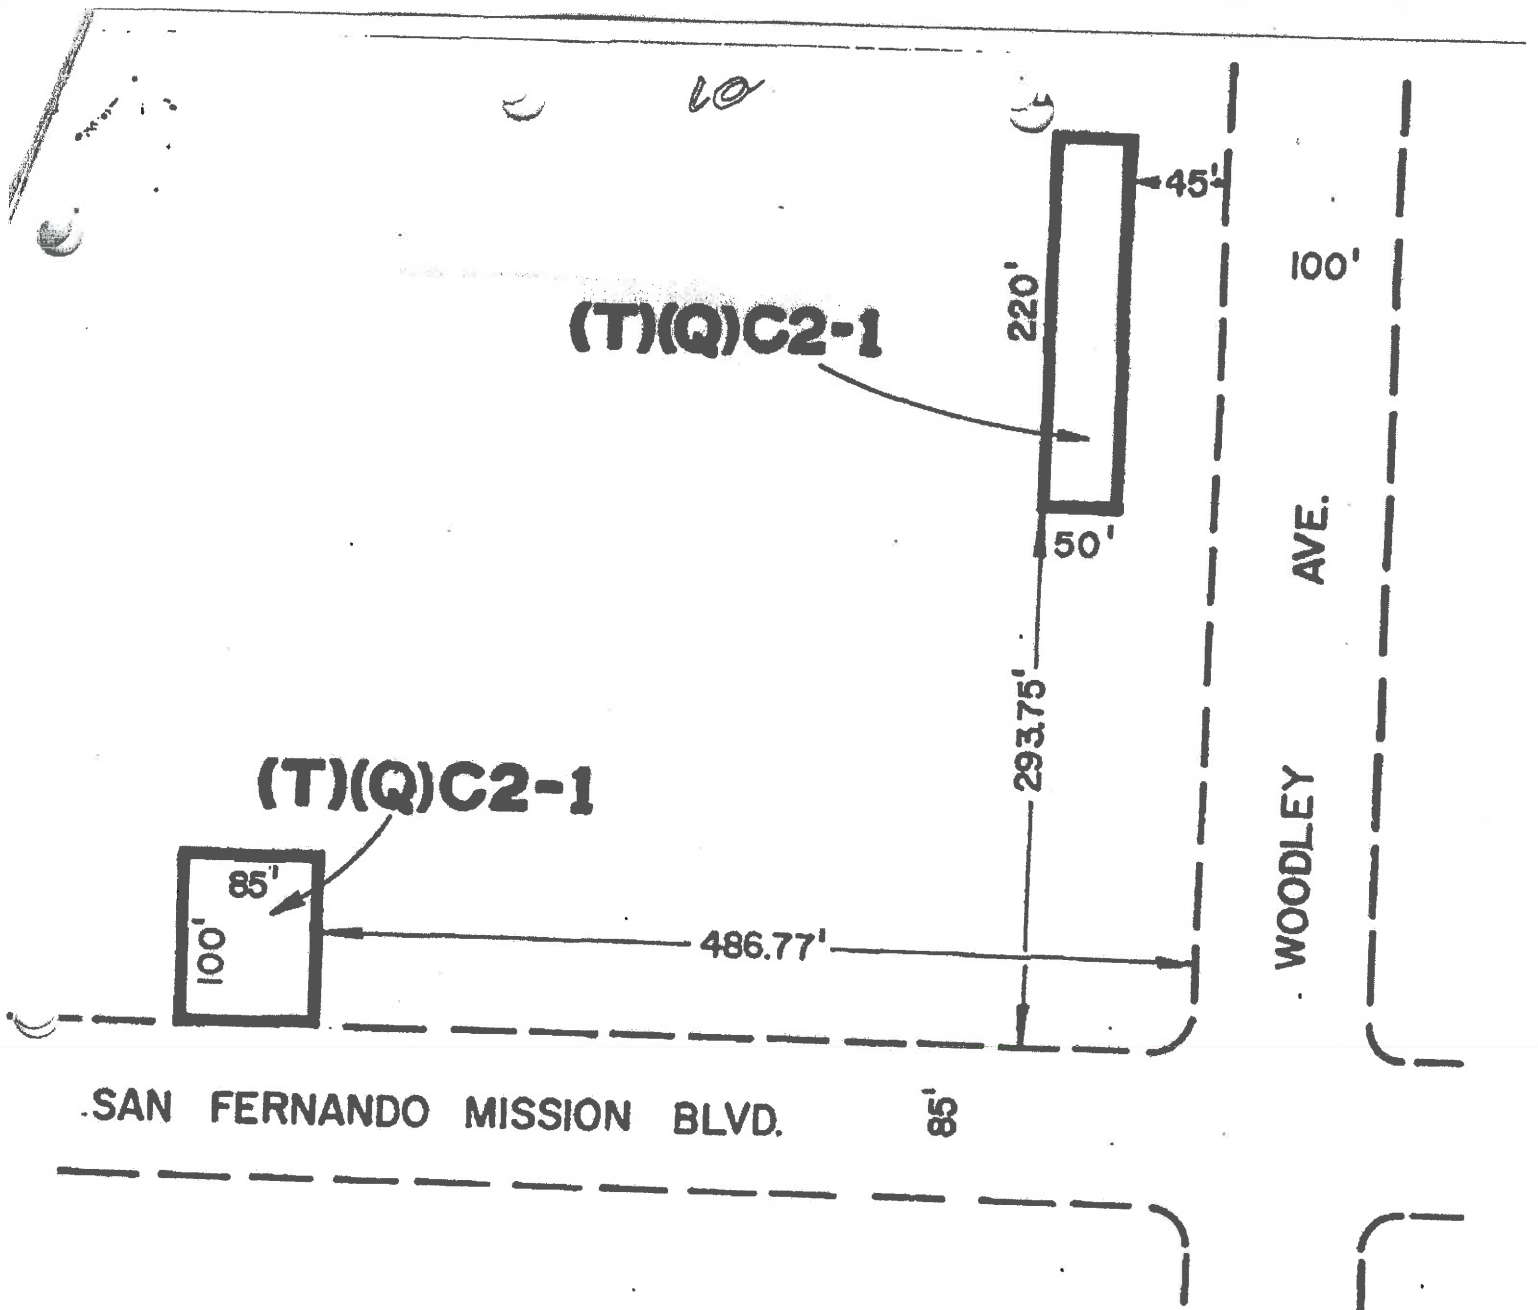 10
45'
100'
220'
(T)(Q)C2-1
50'
293.75'
WOODLEY AVE.
(T)(Q)C2-1
85'
100'
486.77'
SAN FERNANDO MISSION BLVD.
85'